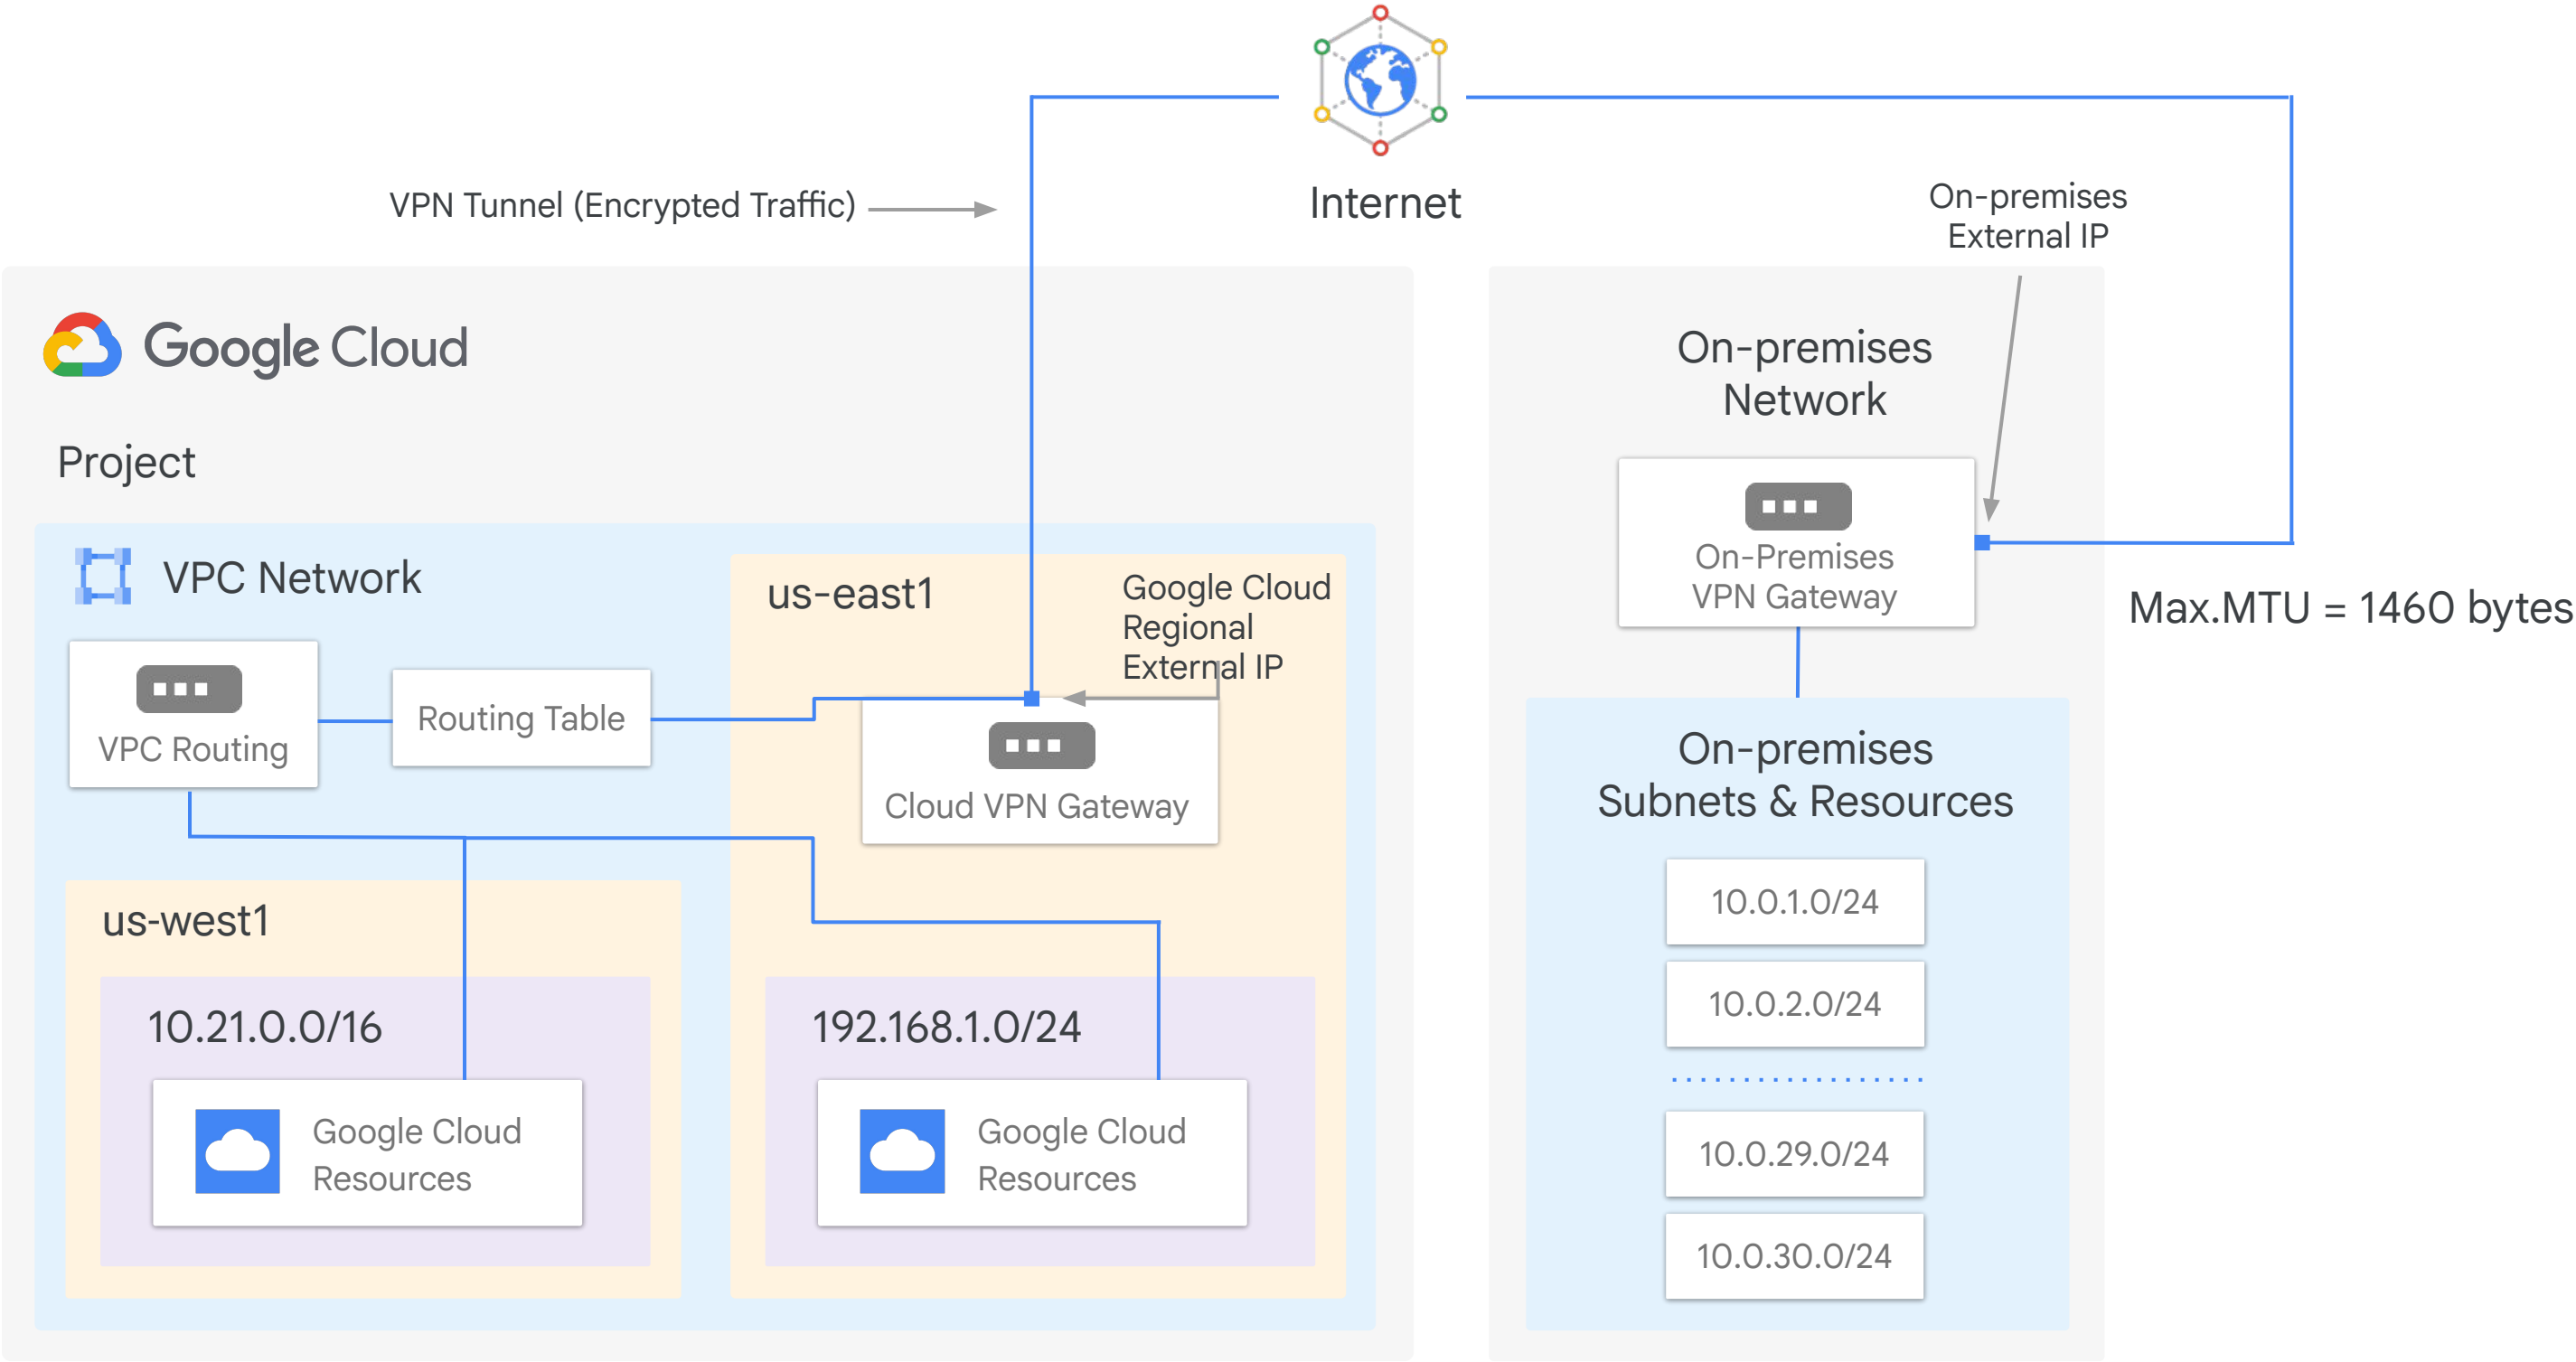 Internet
VPN Tunnel (Encrypted Traffic)
On-premises
External IP
Google Cloud
Project
VPC Network
VPC Routing
Routing Table
us-east1
Google Cloud
Regional
External IP
Cloud VPN Gateway
us-west1
10.21.0.0/16
Google Cloud
Resources
192.168.1.0/24
Google Cloud
Resources
On-premises
Network
On-Premises
VPN Gateway
Max.MTU = 1460 bytes
On-premises
Subnets & Resources
10.0.1.0/24
10.0.2.0/24
10.0.29.0/24
10.0.30.0/24